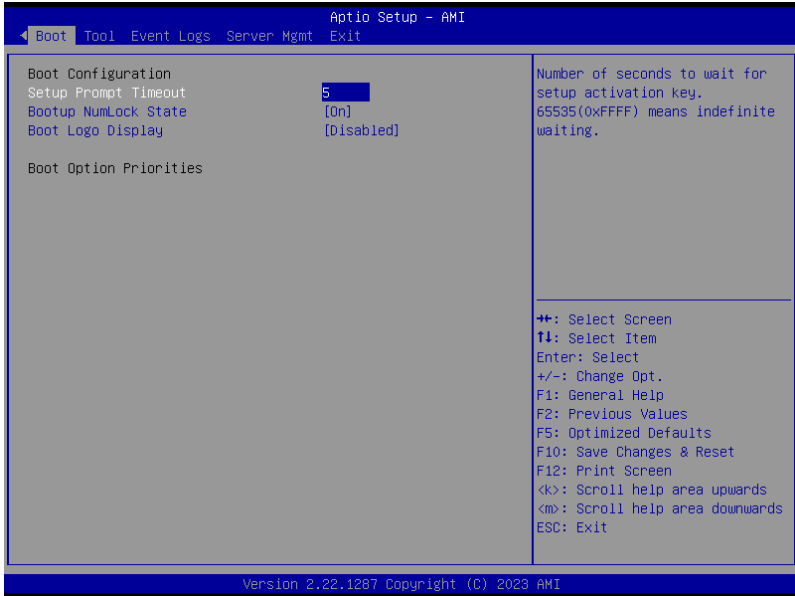 Aptio Setup – AMI
Boot Tool Event Logs Server Mgmt Exit
Boot Configuration
Setup Prompt Timeout 5
Bootup NumLock State [On]
Boot Logo Display [Disabled]
Boot Option Priorities
Number of seconds to wait for
setup activation key.
65535(0xFFFF) means indefinite
waiting.
→←: Select Screen
↑↓: Select Item
Enter: Select
+/-: Change Opt.
F1: General Help
F2: Previous Values
F5: Optimized Defaults
F10: Save Changes & Reset
F12: Print Screen
<k>: Scroll help area upwards
<m>: Scroll help area downwards
ESC: Exit
Version 2.22.1287 Copyright (C) 2023 AMI